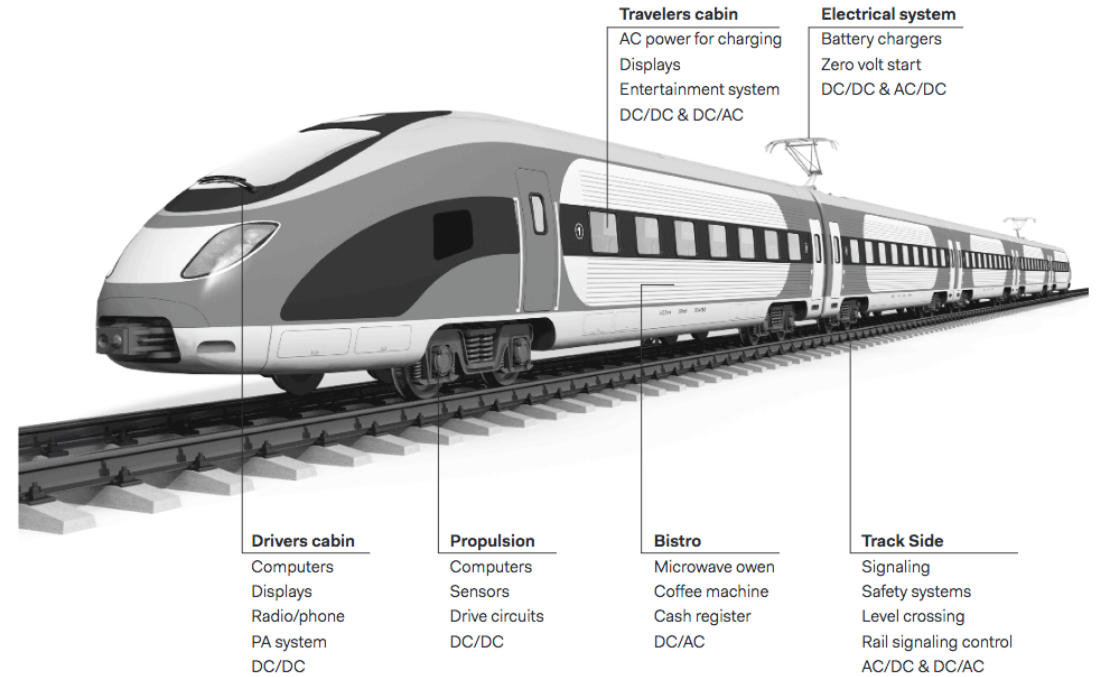 Travelers cabin
AC power for charging
Displays
Entertainment system
DC/DC & DC/AC
Electrical system
Battery chargers
Zero volt start
DC/DC & AC/DC
1
Drivers cabin
Computers
Displays
Radio/phone
PA system
DC/DC
Propulsion
Computers
Sensors
Drive circuits
DC/DC
Bistro
Microwave owen
Coffee machine
Cash register
DC/AC
Track Side
Signaling
Safety systems
Level crossing
Rail signaling control
AC/DC & DC/AC